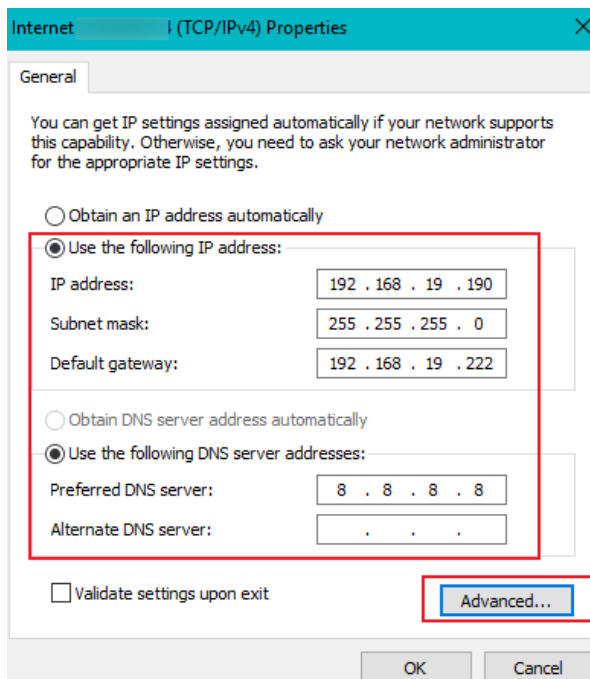 Internet 4 (TCP/IPv4) Properties
General
You can get IP settings assigned automatically if your network supports
this capability. Otherwise, you need to ask your network administrator
for the appropriate IP settings.
Obtain an IP address automatically
Use the following IP address:
IP address: 192 . 168 . 19 . 190
Subnet mask: 255 . 255 . 255 . 0
Default gateway: 192 . 168 . 19 . 222
Obtain DNS server address automatically
Use the following DNS server addresses:
Preferred DNS server: 8 . 8 . 8 . 8
Alternate DNS server: . . .
Validate settings upon exit
Advanced...
OK Cancel